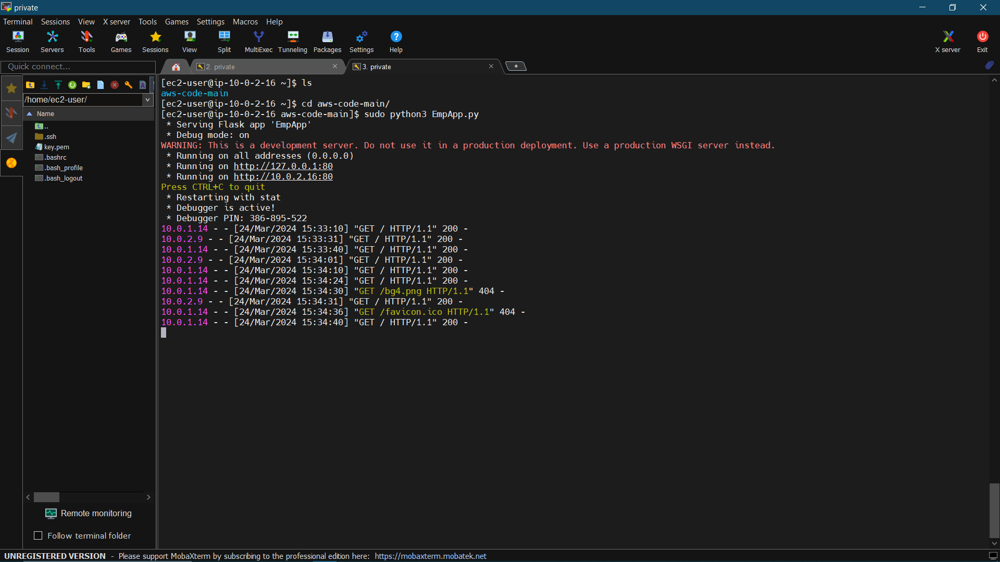 private
Terminal Sessions View X server Tools Games Settings Macros Help
Session Servers Tools Games Sessions View Split MultiExec Tunneling Packages Settings Help X server Exit
Quick connect...
2. private
3. private
/home/ec2-user/
Name
..
.ssh
key.pem
.bashrc
.bash_profile
.bash_logout
[ec2-user@ip-10-0-2-16 ~]$ ls
aws-code-main
[ec2-user@ip-10-0-2-16 ~]$ cd aws-code-main/
[ec2-user@ip-10-0-2-16 aws-code-main]$ sudo python3 EmpApp.py
 * Serving Flask app 'EmpApp'
 * Debug mode: on
WARNING: This is a development server. Do not use it in a production deployment. Use a production WSGI server instead.
 * Running on all addresses (0.0.0.0)
 * Running on http://127.0.0.1:80
 * Running on http://10.0.2.16:80
Press CTRL+C to quit
 * Restarting with stat
 * Debugger is active!
 * Debugger PIN: 386-895-522
10.0.1.14 - - [24/Mar/2024 15:33:10] "GET / HTTP/1.1" 200 -
10.0.2.9 - - [24/Mar/2024 15:33:31] "GET / HTTP/1.1" 200 -
10.0.1.14 - - [24/Mar/2024 15:33:40] "GET / HTTP/1.1" 200 -
10.0.2.9 - - [24/Mar/2024 15:34:01] "GET / HTTP/1.1" 200 -
10.0.1.14 - - [24/Mar/2024 15:34:10] "GET / HTTP/1.1" 200 -
10.0.1.14 - - [24/Mar/2024 15:34:24] "GET / HTTP/1.1" 200 -
10.0.1.14 - - [24/Mar/2024 15:34:30] "GET /bg4.png HTTP/1.1" 404 -
10.0.2.9 - - [24/Mar/2024 15:34:31] "GET / HTTP/1.1" 200 -
10.0.1.14 - - [24/Mar/2024 15:34:36] "GET /favicon.ico HTTP/1.1" 404 -
10.0.1.14 - - [24/Mar/2024 15:34:40] "GET / HTTP/1.1" 200 -
Remote monitoring
Follow terminal folder
UNREGISTERED VERSION - Please support MobaXterm by subscribing to the professional edition here: https://mobaxterm.mobatek.net